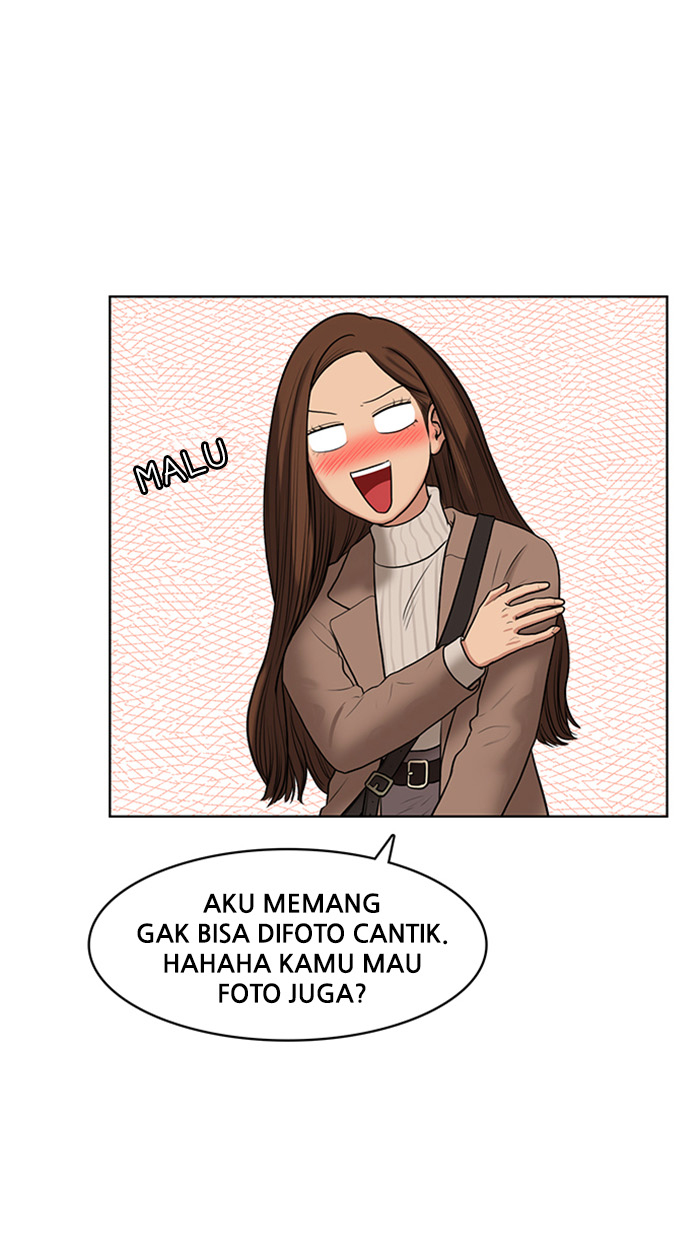 MALU
AKU MEMANG
GAK BISA DIFOTO CANTIK.
HAHAHA KAMU MAU
FOTO JUGA?